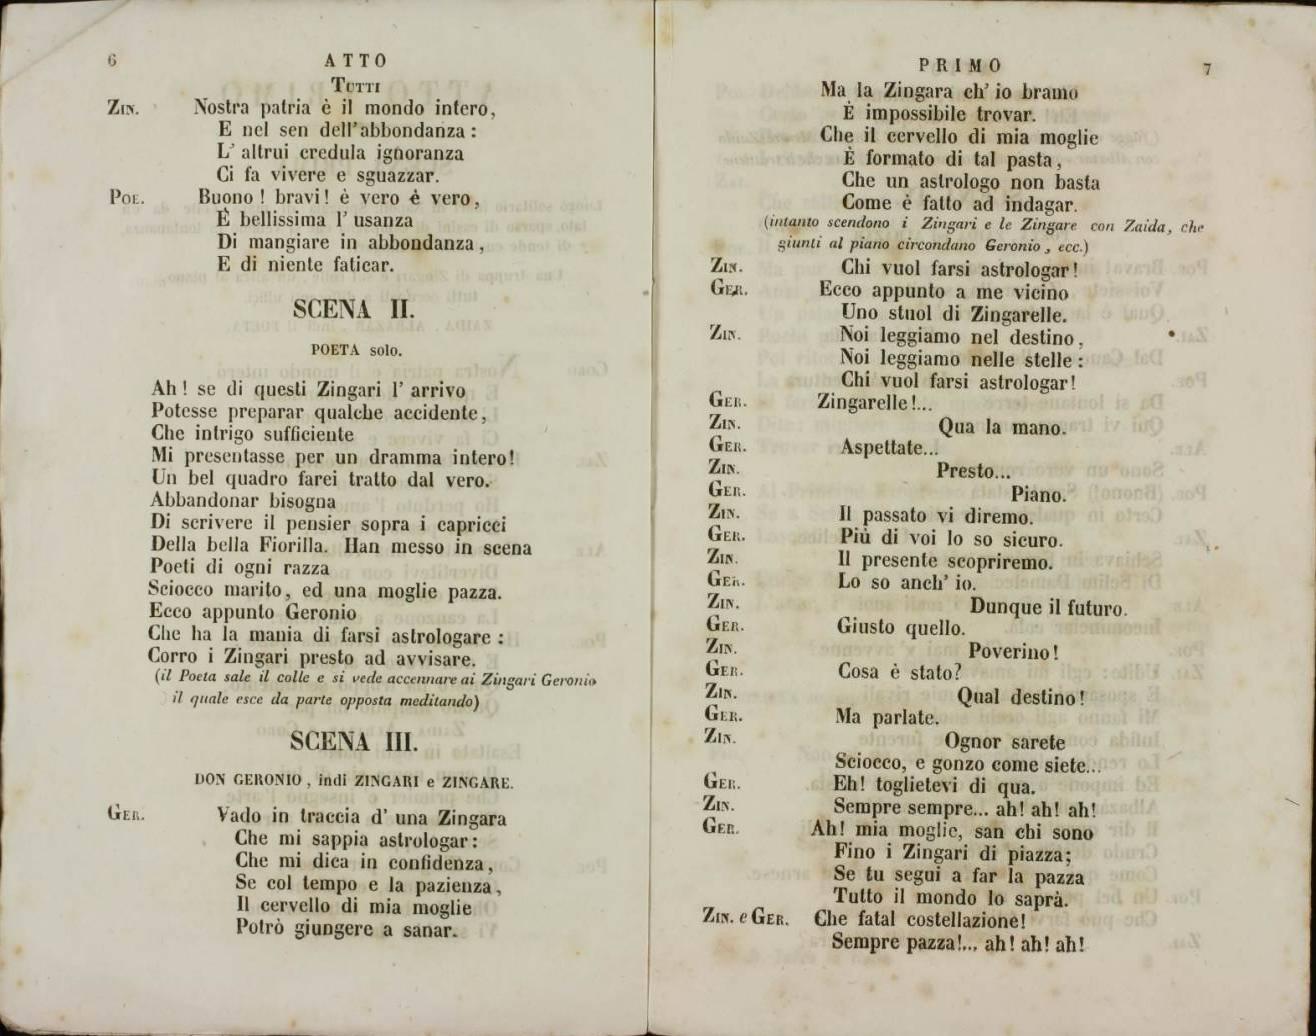 6 ATTO
TUTTI
ZIN. Nostra patria è il mondo intero,
E nel sen dell'abbondanza:
L' altrui credula ignoranza
Ci fa vivere e sguazzar.
POE. Buono! bravi! è vero è vero,
È bellissima l' usanza
Di mangiare in abbondanza,
E di niente faticar.
SCENA II.
POETA solo.
Ah! se di questi Zingari l' arrivo
Potesse preparar qualche accidente,
Che intrigo sufficiente
Mi presentasse per un dramma intero!
Un bel quadro farei tratto dal vero.
Abbandonar bisogna
Di scrivere il pensier sopra i capricci
Della bella Fiorilla. Han messo in scena
Poeti di ogni razza
Sciocco marito, ed una moglie pazza.
Ecco appunto Geronio
Che ha la mania di farsi astrologare:
Corro i Zingari presto ad avvisare.
(il Poeta sale il colle e si vede accennare ai Zingari Geronio
il quale esce da parte opposta meditando)
SCENA III.
DON GERONIO, indi ZINGARI e ZINGARE.
GER. Vado in traccia d' una Zingara
Che mi sappia astrologar:
Che mi dica in confidenza,
Se col tempo e la pazienza,
Il cervello di mia moglie
Potrò giungere a sanar.
PRIMO 7
Ma la Zingara ch' io bramo
È impossibile trovar.
Che il cervello di mia moglie
È formato di tal pasta,
Che un astrologo non basta
Come è fatto ad indagar.
(intanto scendono i Zingari e le Zingare con Zaida, che
giunti al piano circondano Geronio, ecc.)
ZIN. Chi vuol farsi astrologar!
GER. Ecco appunto a me vicino
Uno stuol di Zingarelle.
ZIN. Noi leggiamo nel destino,
Noi leggiamo nelle stelle:
Chi vuol farsi astrologar!
GER. Zingarelle!...
ZIN. Qua la mano.
GER. Aspettate...
ZIN. Presto...
GER. Piano.
ZIN. Il passato vi diremo.
GER. Più di voi lo so sicuro.
ZIN. Il presente scopriremo.
GER. Lo so anch' io.
ZIN. Dunque il futuro.
GER. Giusto quello.
ZIN. Poverino!
GER. Cosa è stato?
ZIN. Qual destino!
GER. Ma parlate.
ZIN. Ognor sarete
Sciocco, e gonzo come siete...
GER. Eh! toglietevi di qua.
ZIN. Sempre sempre... ah! ah! ah!
GER. Ah! mia moglie, san chi sono
Fino i Zingari di piazza;
Se tu segui a far la pazza
Tutto il mondo lo saprà.
ZIN. e GER. Che fatal costellazione!
Sempre pazza!... ah! ah! ah!